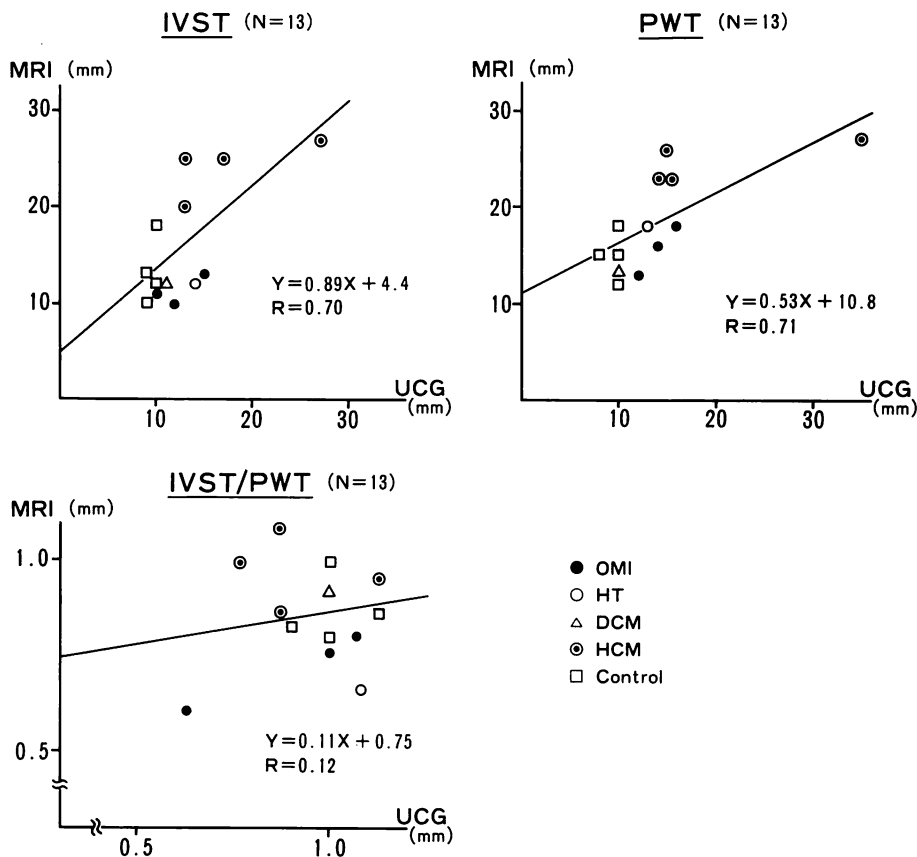 IVST (N=13)
MRI (mm)
30
20
10
Y=0.89X+4.4
R=0.70
UCG
(mm)
10
20
30
PWT (N=13)
MRI (mm)
30
20
10
Y=0.53X+10.8
R=0.71
UCG
(mm)
10
20
30
IVST/PWT (N=13)
MRI (mm)
1.0
0.5
Y=0.11X+0.75
R=0.12
UCG
(mm)
0.5
1.0
OMI
HT
DCM
HCM
Control